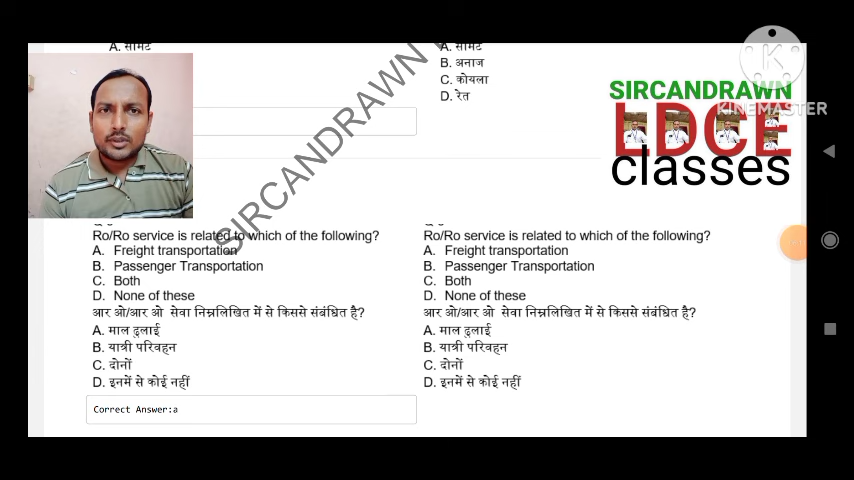 A. सीमेंट
A. सीमेंट
B. अनाज
C. कोयला
D. रेत
SIRCANDRAWN
KINEMASTER
LDCE
classes
SIRCANDRAWN
Ro/Ro service is related to which of the following?
A. Freight transportation
B. Passenger Transportation
C. Both
D. None of these
आर ओ/आर ओ सेवा निम्नलिखित में से किससे संबंधित है?
A. माल ढुलाई
B. यात्री परिवहन
C. दोनों
D. इनमें से कोई नहीं
Correct Answer:a
Ro/Ro service is related to which of the following?
A. Freight transportation
B. Passenger Transportation
C. Both
D. None of these
आर ओ/आर ओ सेवा निम्नलिखित में से किससे संबंधित है?
A. माल ढुलाई
B. यात्री परिवहन
C. दोनों
D. इनमें से कोई नहीं